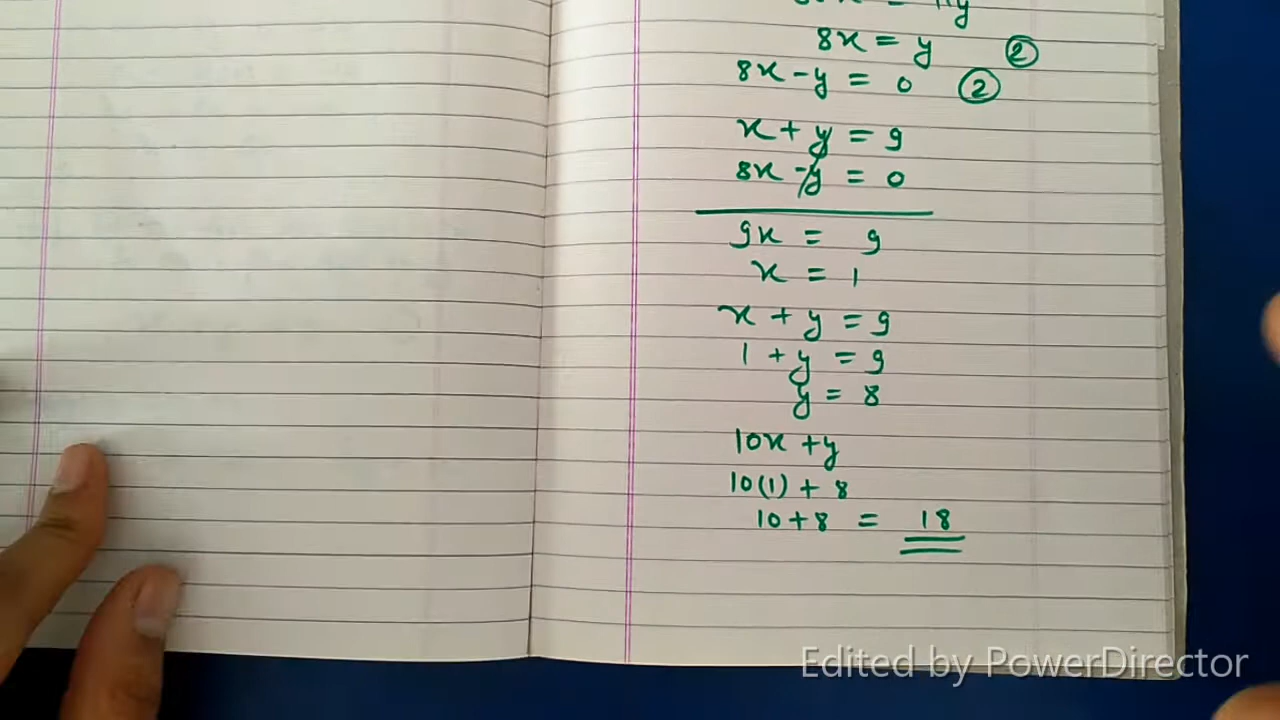 8x = y ②
8x - y = 0 ②
x + y = 9
8x - y = 0
9x = 9
x = 1
x + y = 9
1 + y = 9
y = 8
10x + y
10(1) + 8
10 + 8 = 18
Edited by PowerDirector